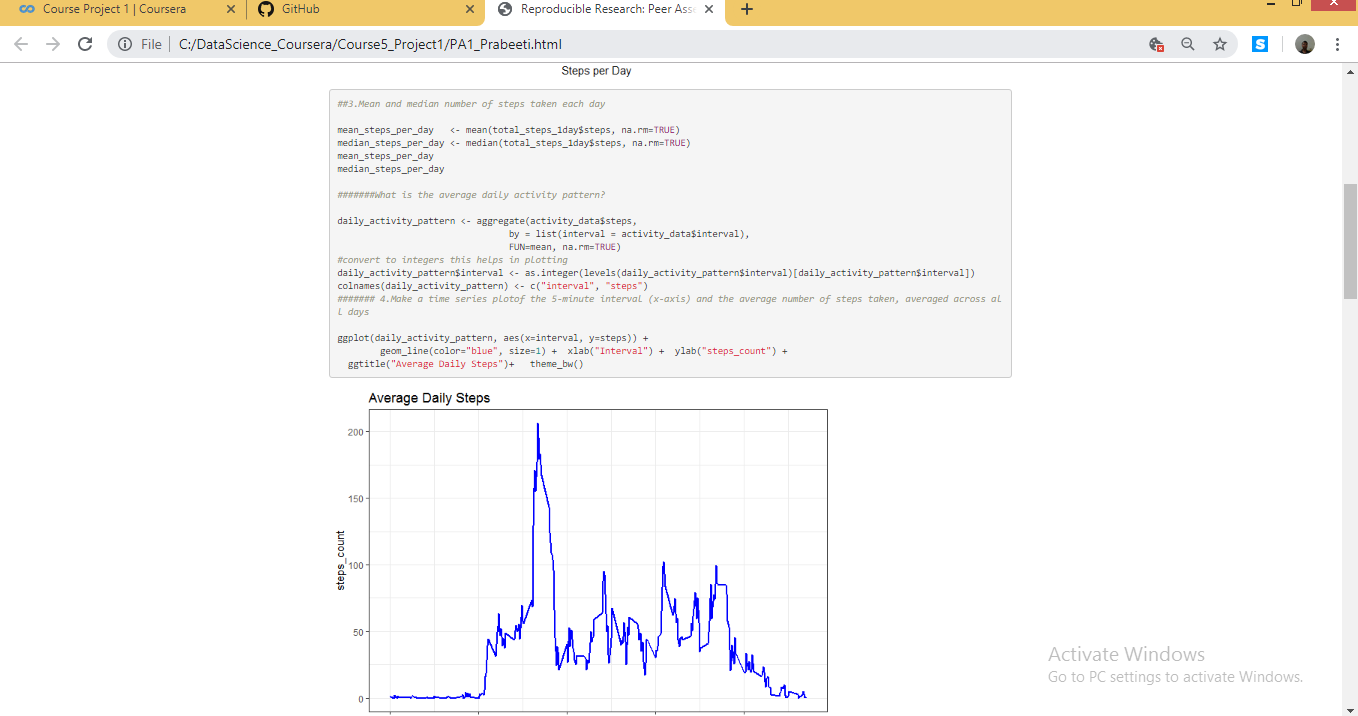 Course Project 1 | Coursera
GitHub
Reproducible Research: Peer Asse
File
C:/DataScience_Coursera/Course5_Project1/PA1_Prabeeti.html
Steps per Day
##3.Mean and median number of steps taken each day
mean_steps_per_day   <- mean(total_steps_1day$steps, na.rm=TRUE)
median_steps_per_day <- median(total_steps_1day$steps, na.rm=TRUE)
mean_steps_per_day
median_steps_per_day
#######What is the average daily activity pattern?
daily_activity_pattern <- aggregate(activity_data$steps,
by = list(interval = activity_data$interval),
FUN=mean, na.rm=TRUE)
#convert to integers this helps in plotting
daily_activity_pattern$interval <- as.integer(levels(daily_activity_pattern$interval)[daily_activity_pattern$interval])
colnames(daily_activity_pattern) <- c("interval", "steps")
####### 4.Make a time series plotof the 5-minute interval (x-axis) and the average number of steps taken, averaged across al
l days
ggplot(daily_activity_pattern, aes(x=interval, y=steps)) +
geom_line(color="blue", size=1) +  xlab("Interval") +  ylab("steps_count") +
ggtitle("Average Daily Steps")+   theme_bw()
Average Daily Steps
200
150
100
50
0
steps_count
Activate Windows
Go to PC settings to activate Windows.